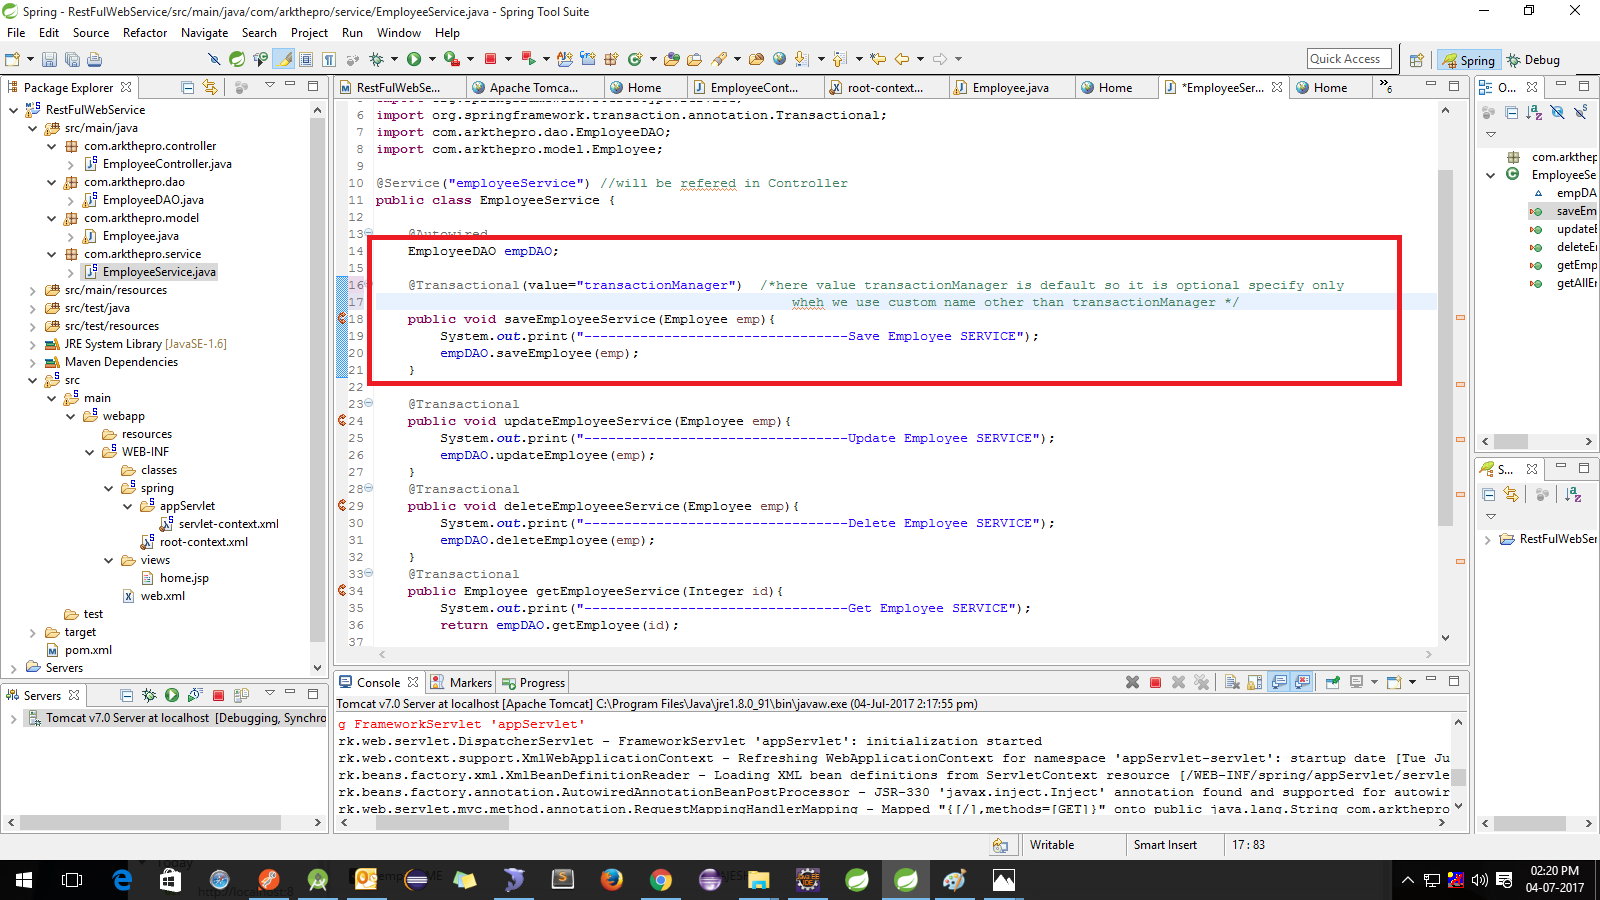 Spring - RestFulWebService/src/main/java/com/arkthepro/service/EmployeeService.java - Spring Tool Suite
File Edit Source Refactor Navigate Search Project Run Window Help
Quick Access
Spring
Debug
Package Explorer
RestFulWebService
src/main/java
com.arkthepro.controller
EmployeeController.java
com.arkthepro.dao
EmployeeDAO.java
com.arkthepro.model
Employee.java
com.arkthepro.service
EmployeeService.java
src/main/resources
src/test/java
src/test/resources
JRE System Library [JavaSE-1.6]
Maven Dependencies
src
main
webapp
resources
WEB-INF
classes
spring
appServlet
servlet-context.xml
root-context.xml
views
home.jsp
web.xml
test
target
pom.xml
Servers
Servers
Tomcat v7.0 Server at localhost [Debugging, Synchro
RestFulWebSe... Apache Tomca... Home EmployeeCont... root-context... Employee.java Home *EmployeeSer... Home »6
6 import org.springframework.transaction.annotation.Transactional;
7 import com.arkthepro.dao.EmployeeDAO;
8 import com.arkthepro.model.Employee;
9
10 @Service("employeeService") //will be refered in Controller
11 public class EmployeeService {
12
13 @Autowired
14 EmployeeDAO empDAO;
15
16 @Transactional(value="transactionManager") /*here value transactionManager is default so it is optional specify only
17 wheh we use custom name other than transactionManager */
18 public void saveEmployeeService(Employee emp){
19 System.out.print("---------------------------------Save Employee SERVICE");
20 empDAO.saveEmployee(emp);
21 }
22
23 @Transactional
24 public void updateEmployeeService(Employee emp){
25 System.out.print("---------------------------------Update Employee SERVICE");
26 empDAO.updateEmployee(emp);
27 }
28 @Transactional
29 public void deleteEmployeeeService(Employee emp){
30 System.out.print("---------------------------------Delete Employee SERVICE");
31 empDAO.deleteEmployee(emp);
32 }
33 @Transactional
34 public Employee getEmployeeeService(Integer id){
35 System.out.print("---------------------------------Get Employee SERVICE");
36 return empDAO.getEmployee(id);
37
O...
com.arkthep
EmployeeSe
empDA
saveEm
updateE
deleteEr
getEmp
getAllEr
S...
RestFulWebSer
Console Markers Progress
Tomcat v7.0 Server at localhost [Apache Tomcat] C:\Program Files\Java\jre1.8.0_91\bin\javaw.exe (04-Jul-2017 2:17:55 pm)
g FrameworkServlet 'appServlet'
rk.web.servlet.DispatcherServlet - FrameworkServlet 'appServlet': initialization started
rk.web.context.support.XmlWebApplicationContext - Refreshing WebApplicationContext for namespace 'appServlet-servlet': startup date [Tue Ju
rk.beans.factory.xml.XmlBeanDefinitionReader - Loading XML bean definitions from ServletContext resource [/WEB-INF/spring/appServlet/servle
rk.beans.factory.annotation.AutowiredAnnotationBeanPostProcessor - JSR-330 'javax.inject.Inject' annotation found and supported for autowir
rk.web.servlet.mvc.method.annotation.RequestMappingHandlerMapping - Mapped "{[/],methods=[GET]}" onto public java.lang.String com.arkthepro
Writable Smart Insert 17 : 83
02:20 PM
04-07-2017